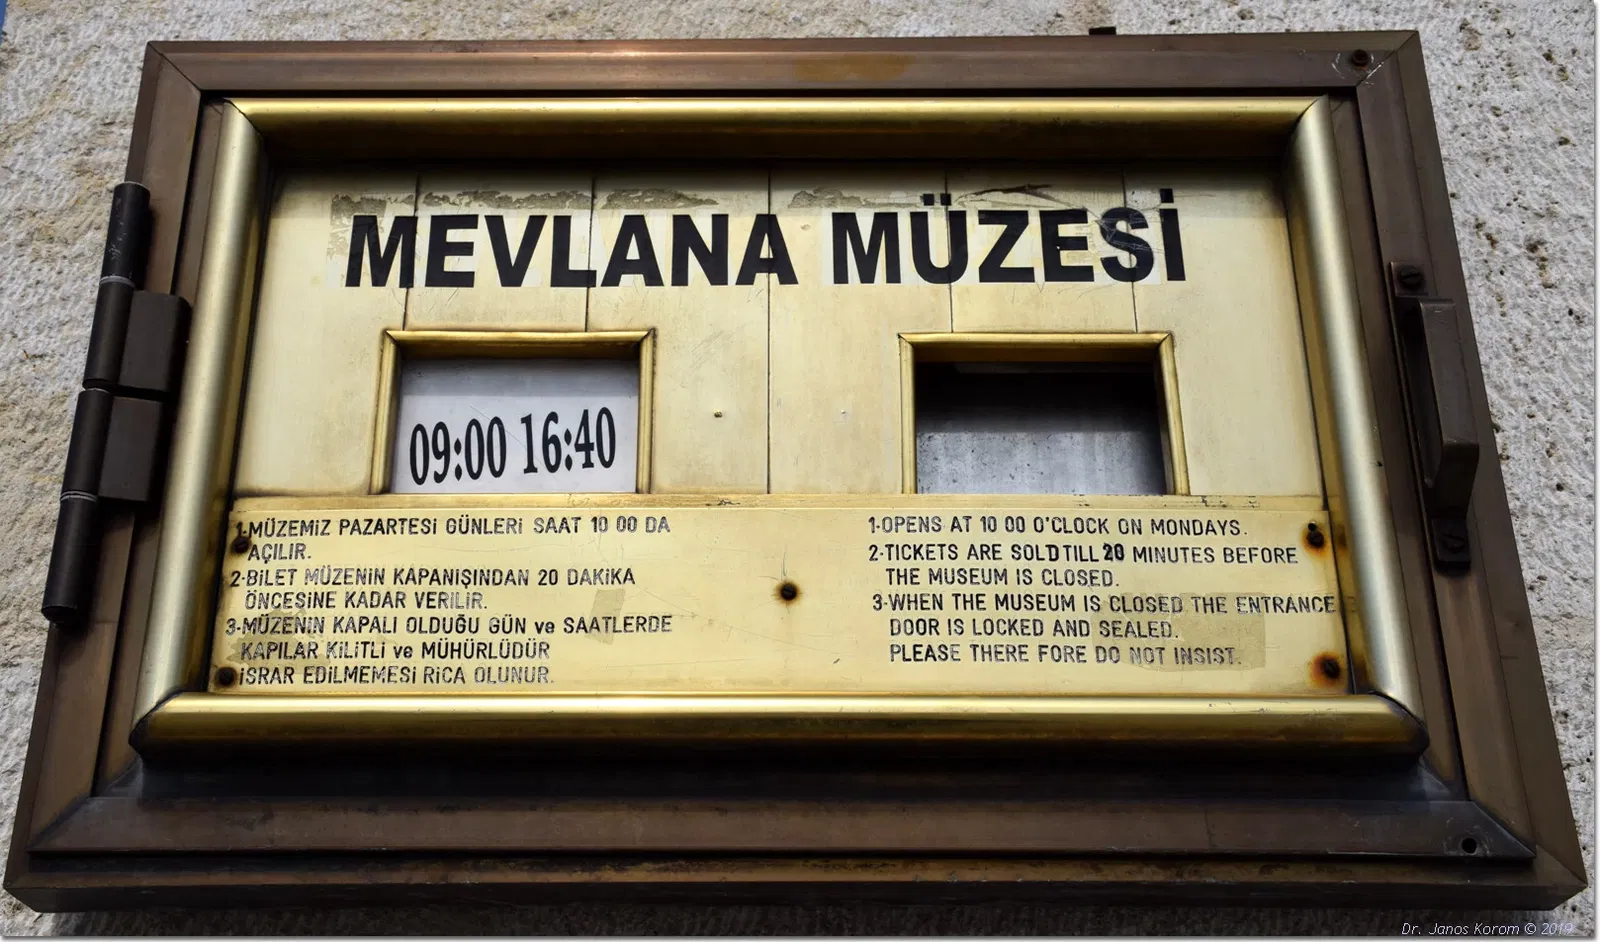 MEVLANA MÜZESİ
09:00 16:40
1-MÜZEMİZ PAZARTESİ GÜNLERİ SAAT 10 00 DA
AÇILIR.
2-BİLET MÜZENİN KAPANIŞINDAN 20 DAKİKA
ÖNCESİNE KADAR VERİLİR.
3-MÜZENİN KAPALI OLDUĞU GÜN ve SAATLERDE
KAPILAR KİLİTLİ ve MÜHÜRLÜDÜR
İSRAR EDİLMEMESİ RİCA OLUNUR.
1-OPENS AT 10 00 O'CLOCK ON MONDAYS.
2-TICKETS ARE SOLD TILL 20 MINUTES BEFORE
THE MUSEUM IS CLOSED.
3-WHEN THE MUSEUM IS CLOSED THE ENTRANCE
DOOR IS LOCKED AND SEALED.
PLEASE THERE FORE DO NOT INSIST.
Dr. Janos Korom © 2019